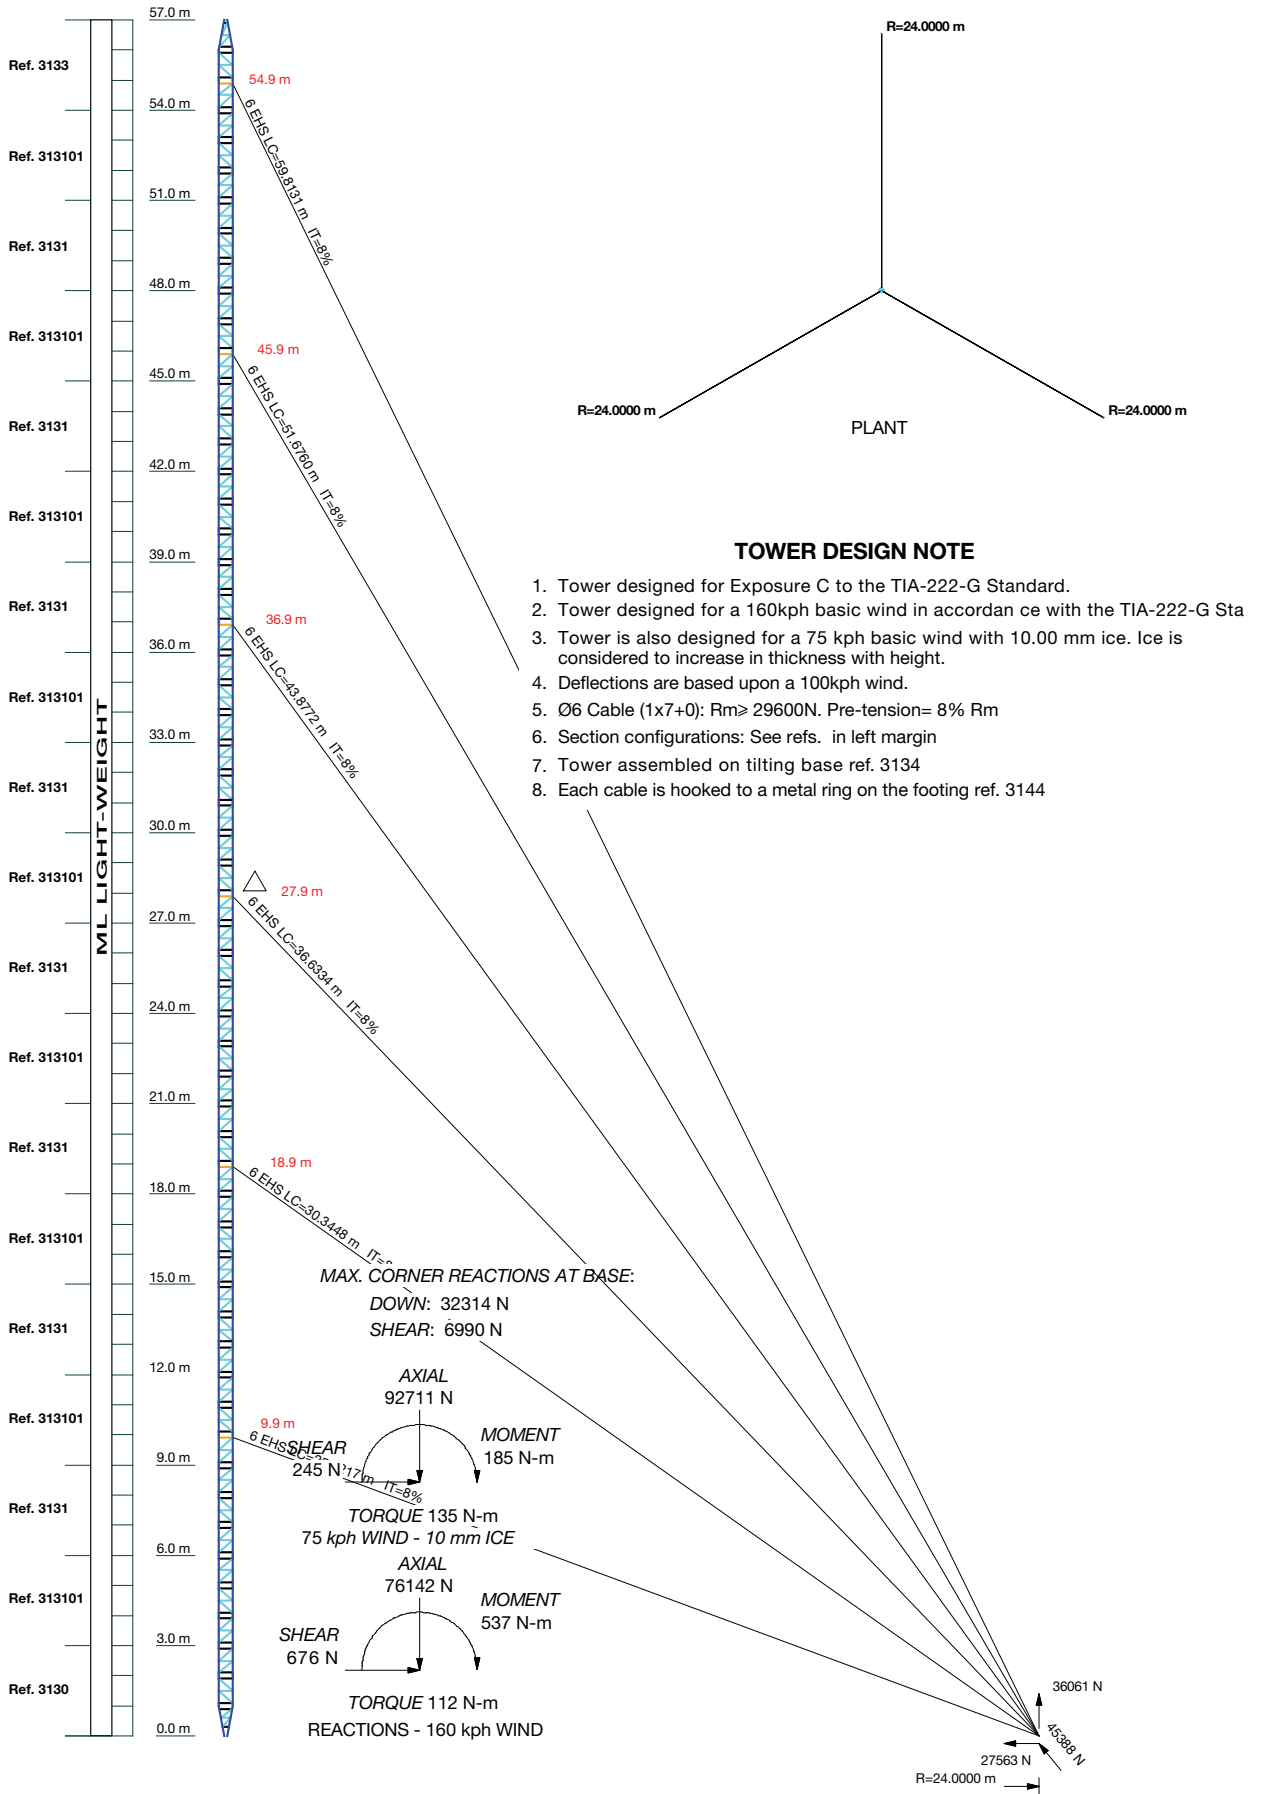 57.0 m
R=24.0000 m
Ref. 3133
54.9 m
6 EHS LC=59.8131 m IT=8%
54.0 m
Ref. 313101
51.0 m
Ref. 3131
48.0 m
Ref. 313101
45.9 m
6 EHS LC=51.6760 m IT=8%
45.0 m
R=24.0000 m
R=24.0000 m
PLANT
Ref. 3131
42.0 m
Ref. 313101
39.0 m
TOWER DESIGN NOTE
1. Tower designed for Exposure C to the TIA-222-G Standard.
2. Tower designed for a 160kph basic wind in accordan ce with the TIA-222-G Sta
3. Tower is also designed for a 75 kph basic wind with 10.00 mm ice. Ice is
considered to increase in thickness with height.
4. Deflections are based upon a 100kph wind.
5. Ø6 Cable (1x7+0): Rm≥ 29600N. Pre-tension= 8% Rm
6. Section configurations: See refs. in left margin
7. Tower assembled on tilting base ref. 3134
8. Each cable is hooked to a metal ring on the footing ref. 3144
Ref. 3131
36.9 m
6 EHS LC=43.8772 m IT=8%
36.0 m
Ref. 313101
33.0 m
ML LIGHT-WEIGHT
Ref. 3131
30.0 m
Ref. 313101
27.9 m
6 EHS LC=36.6334 m IT=8%
27.0 m
Ref. 3131
24.0 m
Ref. 313101
21.0 m
Ref. 3131
18.9 m
6 EHS LC=30.3448 m IT=
18.0 m
Ref. 313101
15.0 m
MAX. CORNER REACTIONS AT BASE:
DOWN: 32314 N
SHEAR: 6990 N
Ref. 3131
12.0 m
AXIAL
92711 N
Ref. 313101
9.9 m
6 EHS 17m IT=8%
MOMENT
185 N-m
SHEAR
245 N
9.0 m
TORQUE 135 N-m
75 kph WIND - 10 mm ICE
Ref. 3131
6.0 m
AXIAL
76142 N
MOMENT
537 N-m
Ref. 313101
SHEAR
676 N
3.0 m
Ref. 3130
TORQUE 112 N-m
REACTIONS - 160 kph WIND
0.0 m
36061 N
45388 N
27563 N
R=24.0000 m